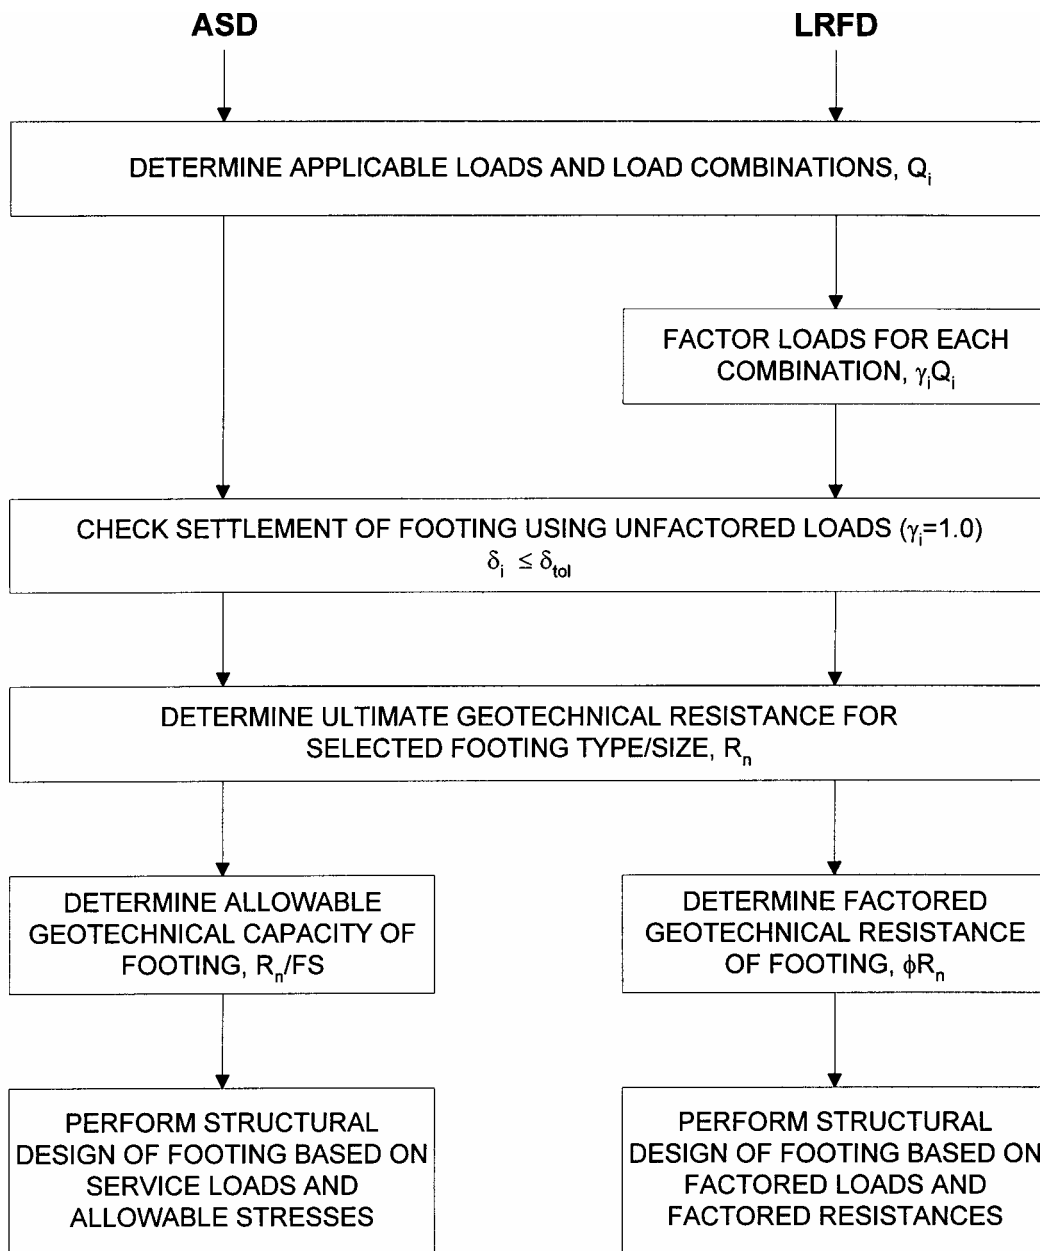 ASD
LRFD
DETERMINE APPLICABLE LOADS AND LOAD COMBINATIONS, Qi
FACTOR LOADS FOR EACH
COMBINATION, γiQi
CHECK SETTLEMENT OF FOOTING USING UNFACTORED LOADS (γi=1.0)
δi ≤ δtol
DETERMINE ULTIMATE GEOTECHNICAL RESISTANCE FOR
SELECTED FOOTING TYPE/SIZE, Rn
DETERMINE ALLOWABLE
GEOTECHNICAL CAPACITY OF
FOOTING, Rn/FS
DETERMINE FACTORED
GEOTECHNICAL RESISTANCE
OF FOOTING, ϕRn
PERFORM STRUCTURAL
DESIGN OF FOOTING BASED ON
SERVICE LOADS AND
ALLOWABLE STRESSES
PERFORM STRUCTURAL
DESIGN OF FOOTING BASED ON
FACTORED LOADS AND
FACTORED RESISTANCES